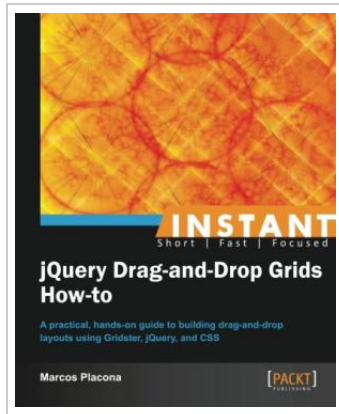 INSTANT
Short | Fast | Focused
jQuery Drag-and-Drop Grids
How-to
A practical, hands-on guide to building drag-and-drop
layouts using Gridster, jQuery, and CSS
Marcos Placona
[PACKT]
PUBLISHING